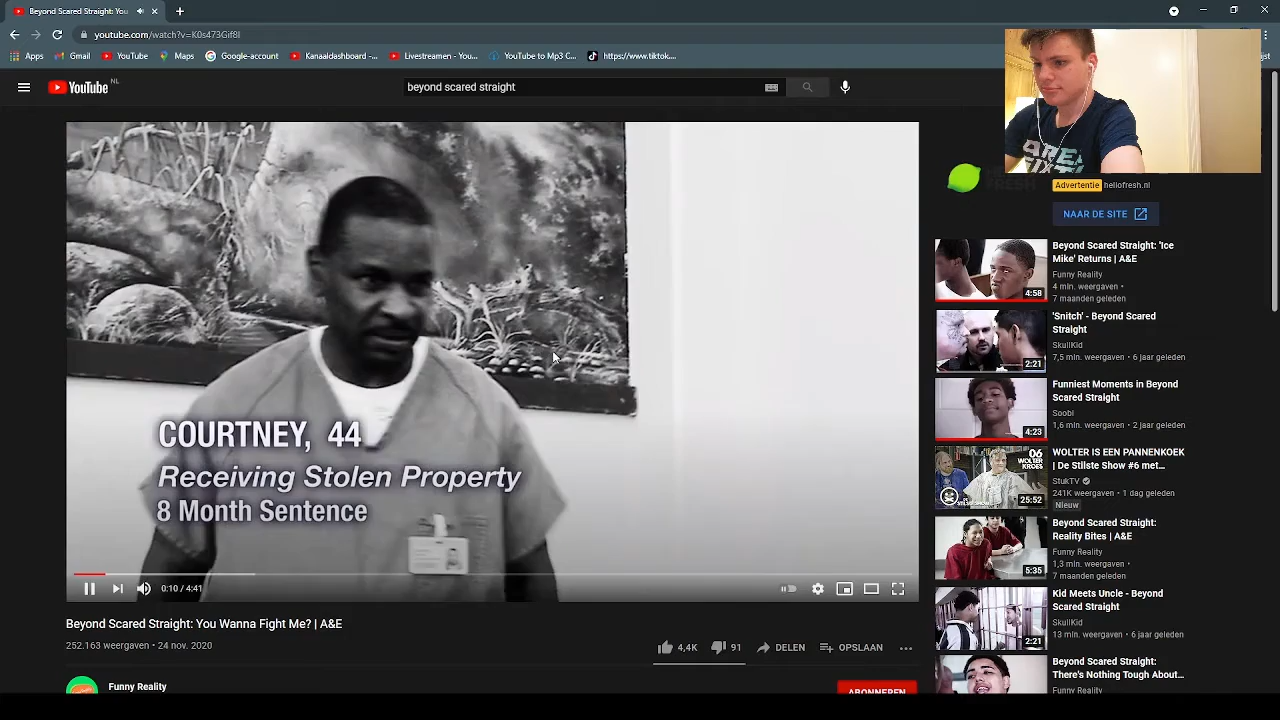 Beyond Scared Straight: You
youtube.com/watch?v=K0s473Gif8I
Apps
Gmail
YouTube
Maps
Google-account
Kanaaldashboard -...
Livestreamen - You...
YouTube to Mp3 C...
https://www.tiktok....
YouTube NL
beyond scared straight
COURTNEY, 44
Receiving Stolen Property
8 Month Sentence
0:10 / 4:41
Beyond Scared Straight: You Wanna Fight Me? | A&E
252.163 weergaven • 24 nov. 2020
4,4K
91
DELEN
OPSLAAN
Funny Reality
ABONNEREN
Advertentie hellofresh.nl
NAAR DE SITE
4:58
Beyond Scared Straight: 'Ice
Mike' Returns | A&E
Funny Reality
4 mln. weergaven •
7 maanden geleden
2:21
'Snitch' - Beyond Scared
Straight
SkullKid
7,5 mln. weergaven • 6 jaar geleden
4:23
Funniest Moments in Beyond
Scared Straight
Soobi
1,6 mln. weergaven • 2 jaar geleden
06
WOLTER
KROES
25:52
WOLTER IS EEN PANNENKOEK
| De Stilste Show #6 met...
StukTV
241K weergaven • 1 dag geleden
Nieuw
5:35
Beyond Scared Straight:
Reality Bites | A&E
Funny Reality
1,3 mln. weergaven •
7 maanden geleden
2:21
Kid Meets Uncle - Beyond
Scared Straight
SkullKid
13 mln. weergaven • 6 jaar geleden
Beyond Scared Straight:
There's Nothing Tough About...
Funny Reality